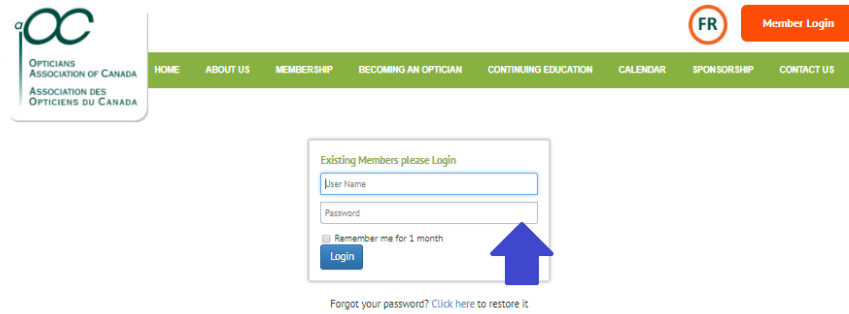 aOC
FR
Member Login
OPTICIANS
ASSOCIATION OF CANADA
ASSOCIATION DES
OPTICIENS DU CANADA
HOME ABOUT US MEMBERSHIP BECOMING AN OPTICIAN CONTINUING EDUCATION CALENDAR SPONSORSHIP CONTACT US
Existing Members please Login
User Name
Password
Remember me for 1 month
Login
Forgot your password? Click here to restore it